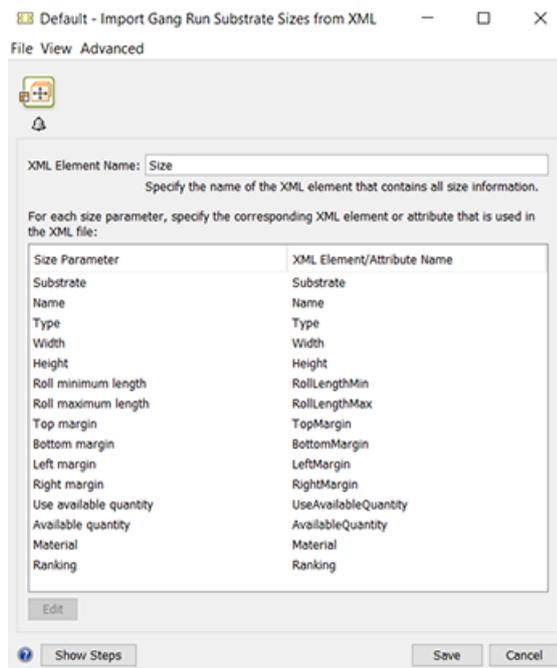 Default - Import Gang Run Substrate Sizes from XML
File View Advanced
XML Element Name: Size
Specify the name of the XML element that contains all size information.
For each size parameter, specify the corresponding XML element or attribute that is used in
the XML file:
Size Parameter XML Element/Attribute Name
Substrate Substrate
Name Name
Type Type
Width Width
Height Height
Roll minimum length RollLengthMin
Roll maximum length RollLengthMax
Top margin TopMargin
Bottom margin BottomMargin
Left margin LeftMargin
Right margin RightMargin
Use available quantity UseAvailableQuantity
Available quantity AvailableQuantity
Material Material
Ranking Ranking
Edit
? Show Steps Save Cancel